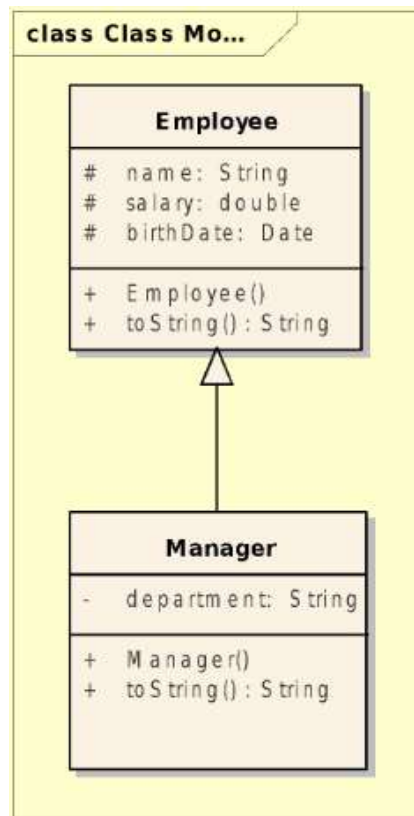 class Class Mo...
Employee
# name: String
# salary: double
# birthDate: Date
+ Employee()
+ toString() : String
Manager
- department: String
+ Manager()
+ toString() : String